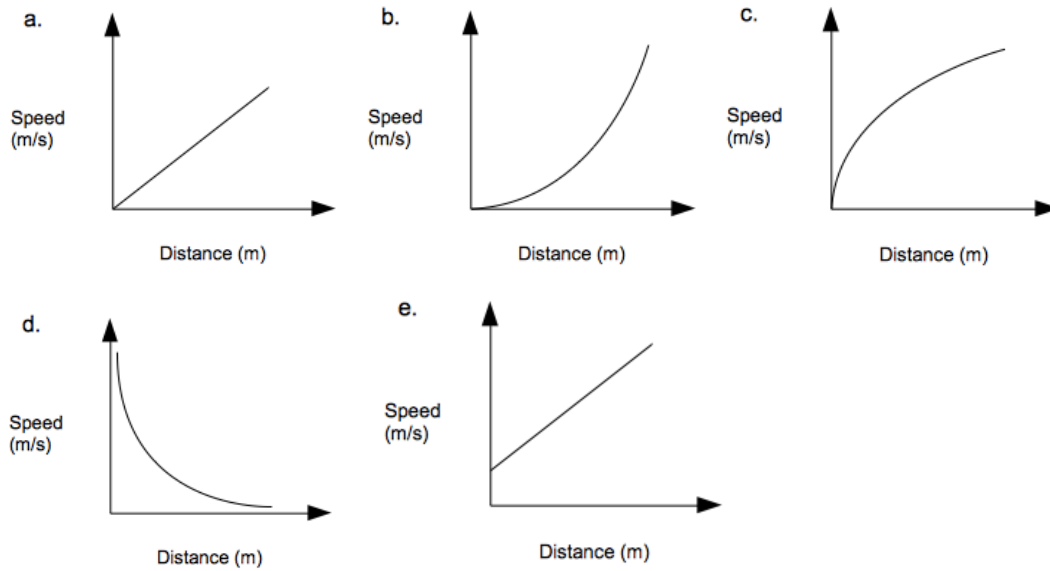 a.
Speed
(m/s)
Distance (m)
b.
Speed
(m/s)
Distance (m)
c.
Speed
(m/s)
Distance (m)
d.
Speed
(m/s)
Distance (m)
e.
Speed
(m/s)
Distance (m)